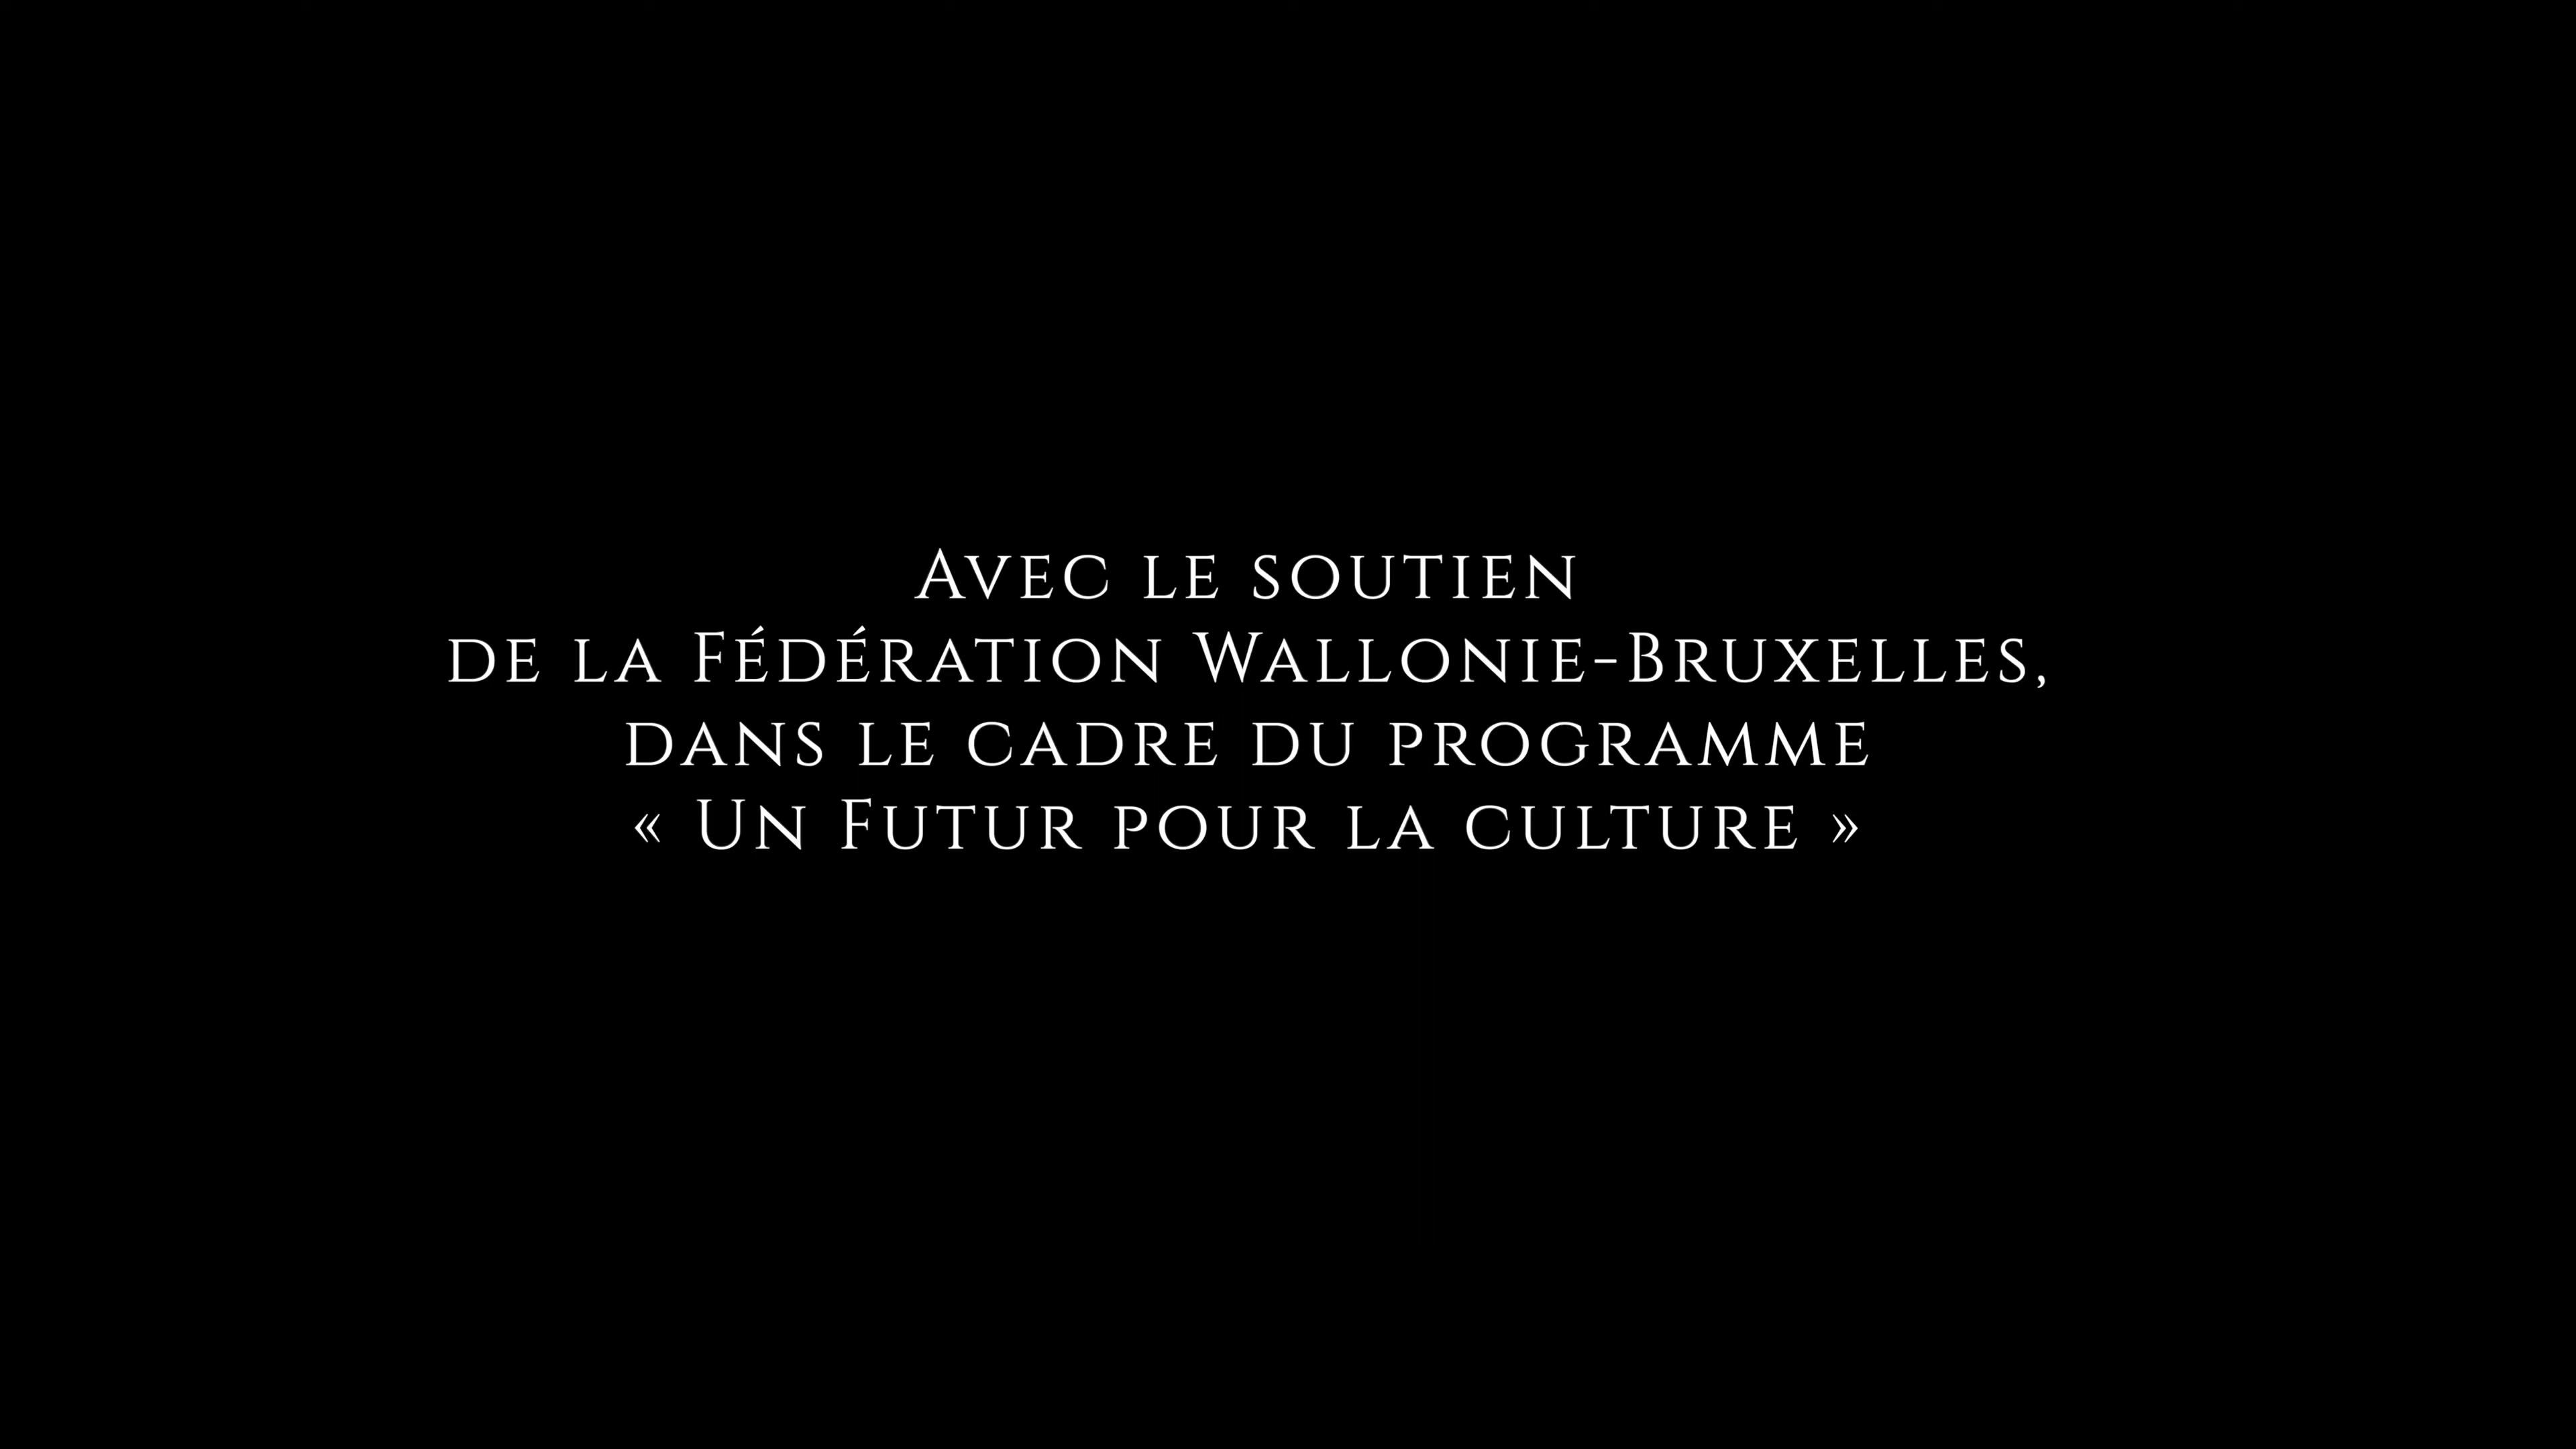 Avec le soutien
de la Fédération Wallonie-Bruxelles,
dans le cadre du programme
« Un Futur pour la culture »